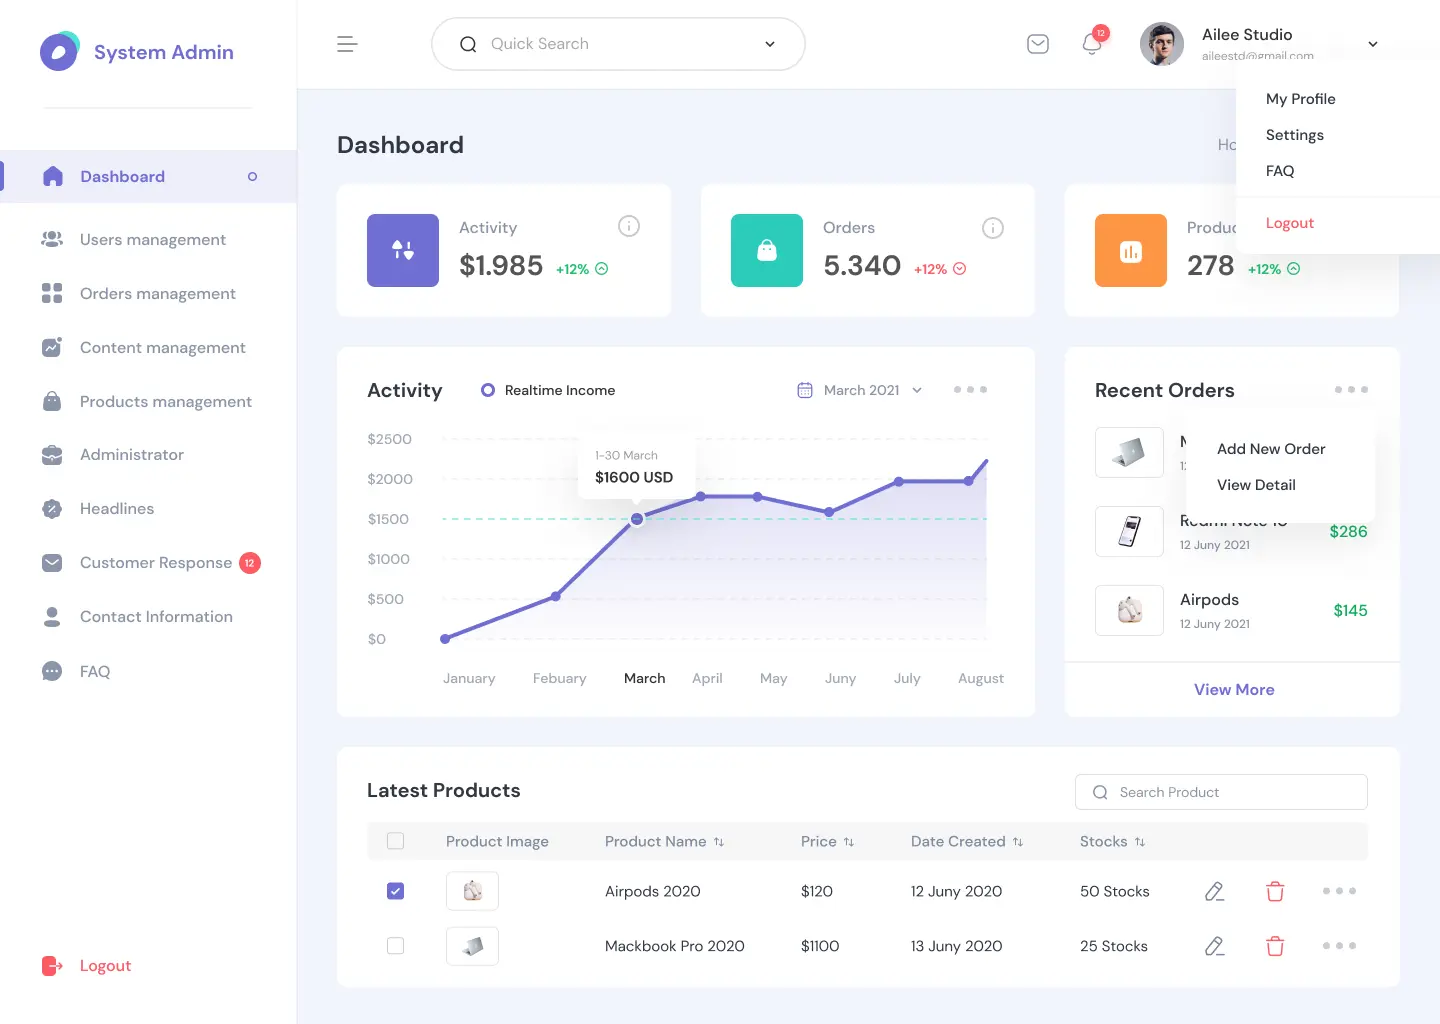 System Admin
Quick Search
12
Ailee Studio
aileestd@gmail.com
My Profile
Settings
FAQ
Logout
Dashboard
Users management
Orders management
Content management
Products management
Administrator
Headlines
Customer Response 12
Contact Information
FAQ
Logout
Dashboard
Activity
$1.985 +12%
Orders
5.340 +12%
278 +12%
Activity
Realtime Income
March 2021
$2500
$2000
$1500
$1000
$500
$0
1-30 March
$1600 USD
January Febuary March April May Juny July August
Recent Orders
Add New Order
View Detail
Redmi Note 10
12 Juny 2021
$286
Airpods
12 Juny 2021
$145
View More
Latest Products
Search Product
Product Image Product Name Price Date Created Stocks
Airpods 2020 $120 12 Juny 2020 50 Stocks
Mackbook Pro 2020 $1100 13 Juny 2020 25 Stocks